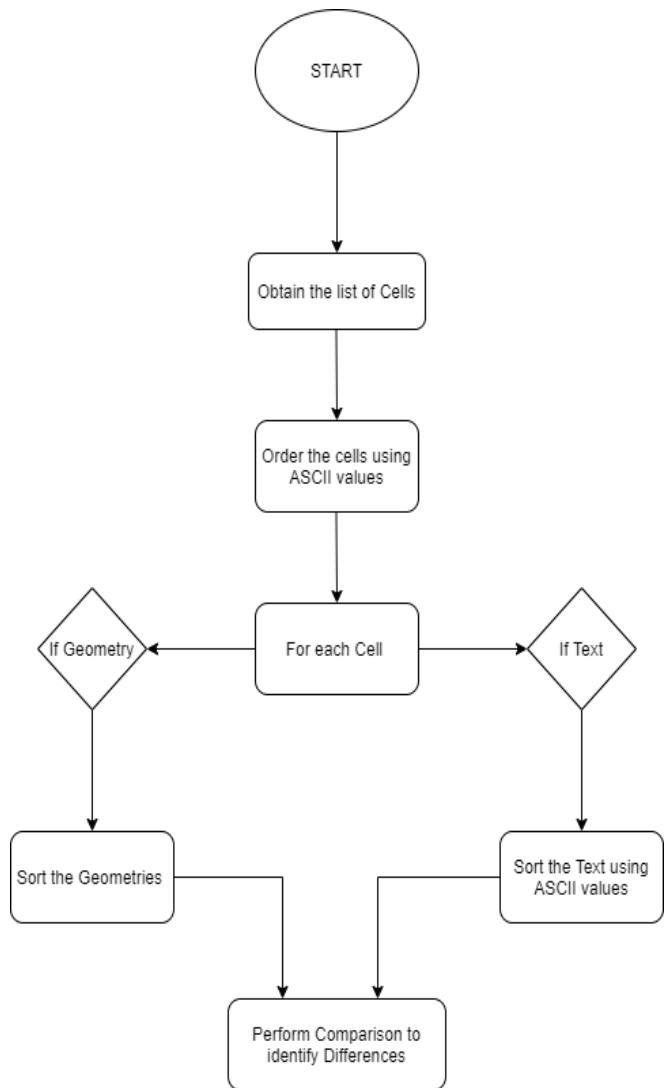 START
Obtain the list of Cells
Order the cells using
ASCII values
If Geometry
For each Cell
If Text
Sort the Geometries
Sort the Text using
ASCII values
Perform Comparison to
identify Differences